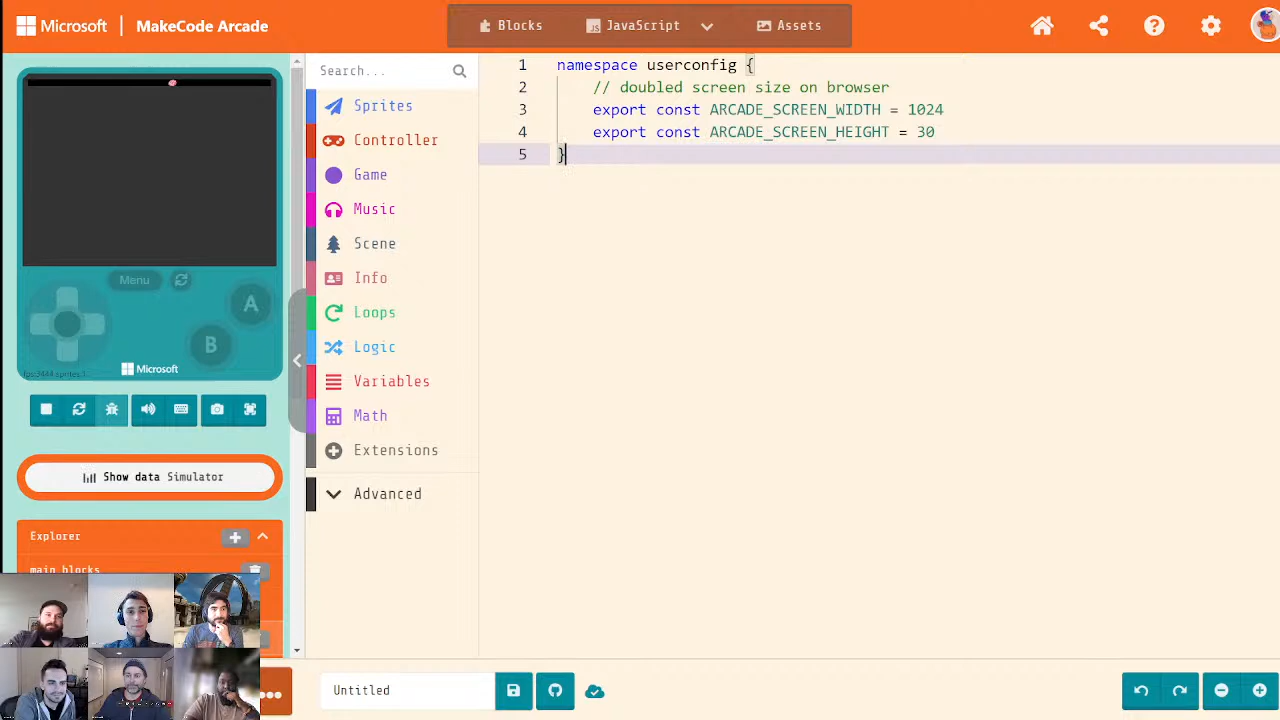 Microsoft | MakeCode Arcade
Blocks
JavaScript
Assets
Search...
Sprites
Controller
Game
Music
Scene
Info
Loops
Logic
Variables
Math
Extensions
Advanced
1 namespace userconfig {
2 // doubled screen size on browser
3 export const ARCADE_SCREEN_WIDTH = 1024
4 export const ARCADE_SCREEN_HEIGHT = 30
5 }
Menu
A
B
Microsoft
Show data Simulator
Explorer
main blocks
Untitled